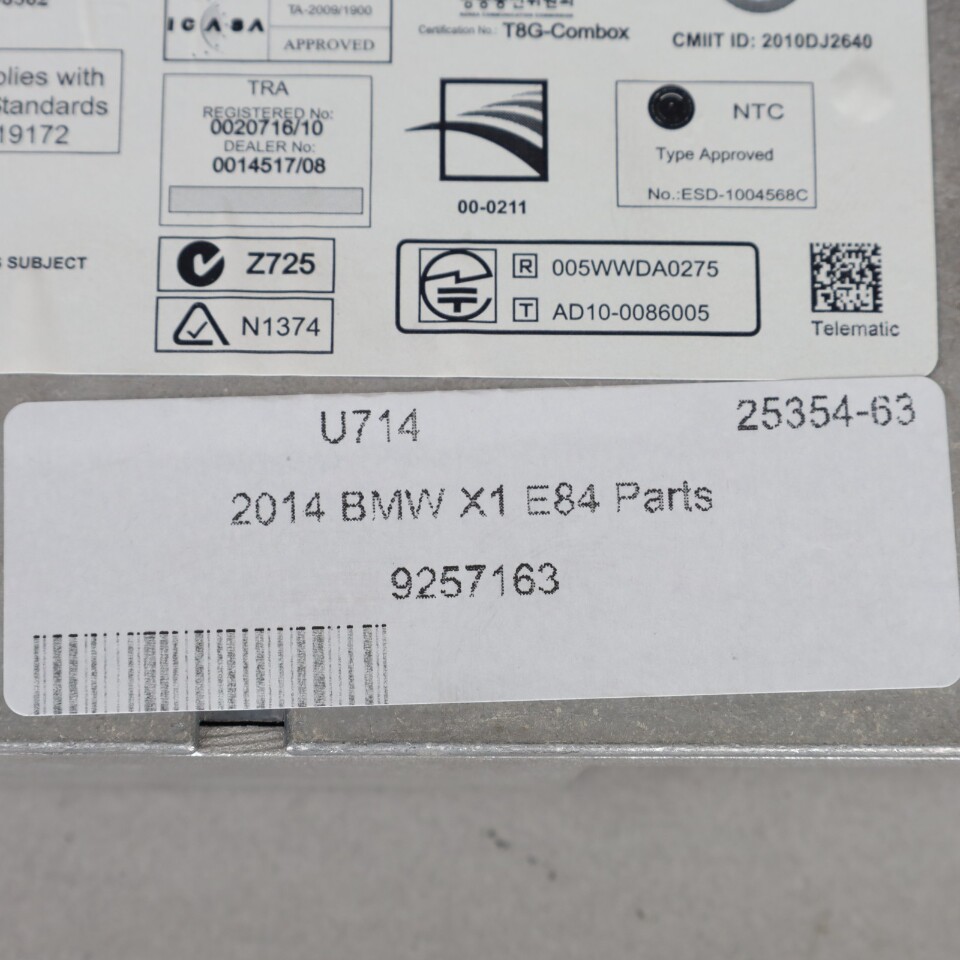 ICASA
TA-2009/1900
APPROVED
Certification No.: T8G-Combox
CMIIT ID: 2010DJ2640
plies with
Standards
19172
TRA
REGISTERED No:
0020716/10
DEALER No:
0014517/08
00-0211
NTC
Type Approved
No.:ESD-1004568C
S SUBJECT
Z725
N1374
R 005WWDA0275
T AD10-0086005
Telematic
U714
25354-63
2014 BMW X1 E84 Parts
9257163